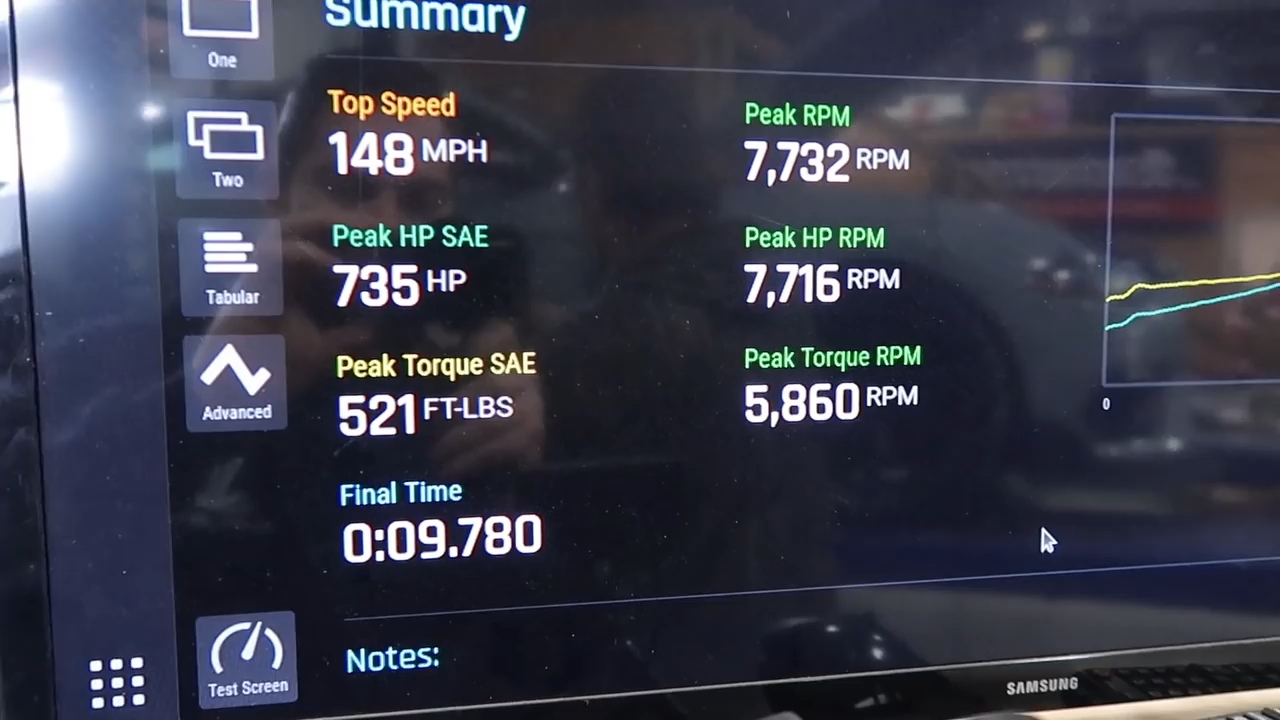 Summary
One
Two
Tabular
Advanced
Test Screen
Top Speed
148 MPH
Peak HP SAE
735 HP
Peak Torque SAE
521 FT-LBS
Final Time
0:09.780
Peak RPM
7,732 RPM
Peak HP RPM
7,716 RPM
Peak Torque RPM
5,860 RPM
0
Notes:
SAMSUNG